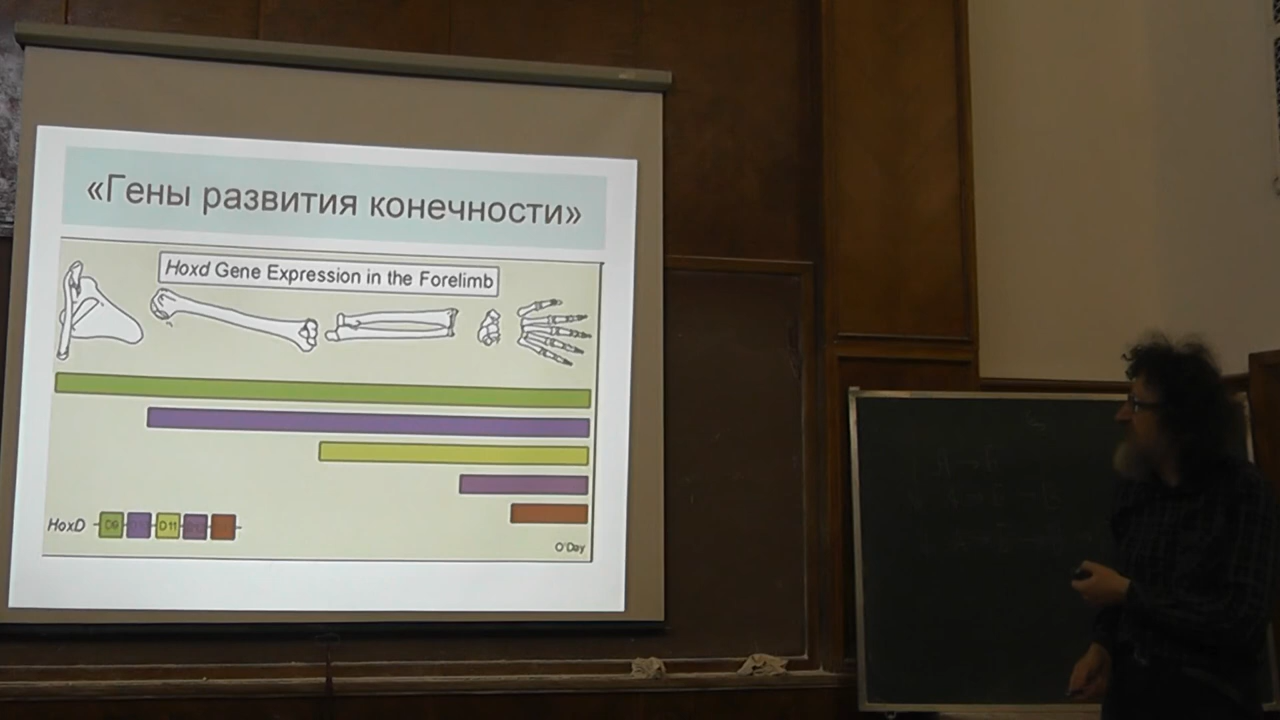 «Гены развития конечности»
Hoxd Gene Expression in the Forelimb
HoxD D9 D11
O'Day